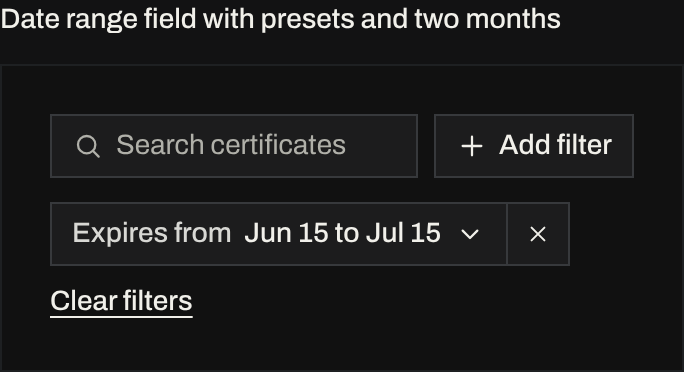 Date range field with presets and two months
Search certificates
Add filter
Expires from Jun 15 to Jul 15
Clear filters